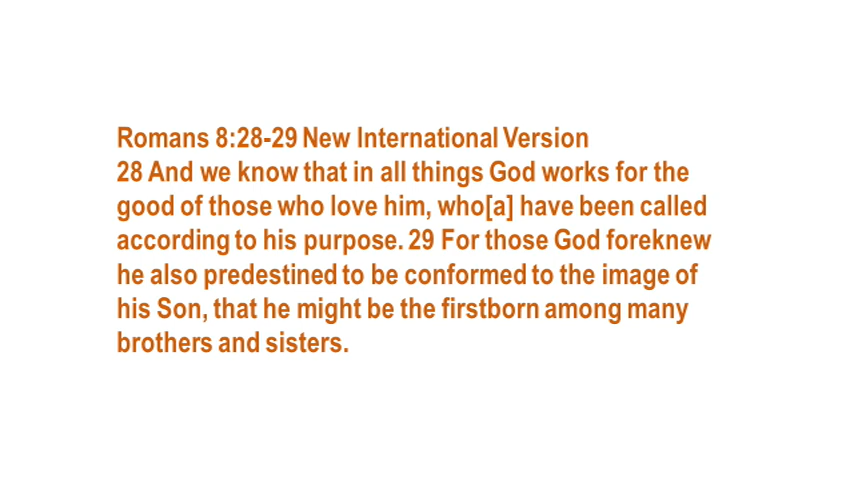 Romans 8:28-29 New International Version
28 And we know that in all things God works for the
good of those who love him, who[a] have been called
according to his purpose. 29 For those God foreknew
he also predestined to be conformed to the image of
his Son, that he might be the firstborn among many
brothers and sisters.